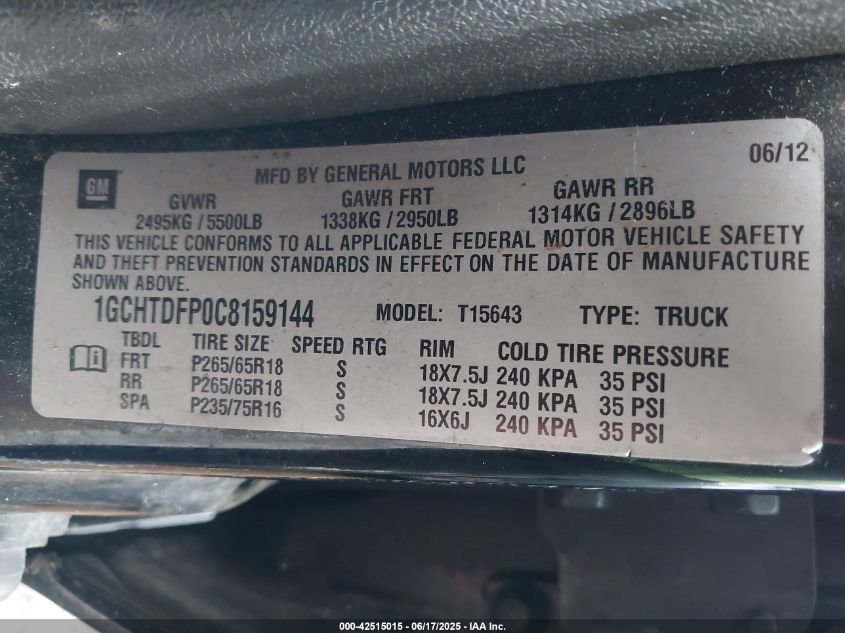 06/12
GM
MFD BY GENERAL MOTORS LLC
GVWR GAWR FRT GAWR RR
2495KG / 5500LB 1338KG / 2950LB 1314KG / 2896LB
THIS VEHICLE CONFORMS TO ALL APPLICABLE FEDERAL MOTOR VEHICLE SAFETY
AND THEFT PREVENTION STANDARDS IN EFFECT ON THE DATE OF MANUFACTURE
SHOWN ABOVE.
1GCHTDFP0C8159144 MODEL: T15643 TYPE: TRUCK
TBDL TIRE SIZE SPEED RTG RIM COLD TIRE PRESSURE
FRT P265/65R18 S 18X7.5J 240 KPA 35 PSI
RR P265/65R18 S 18X7.5J 240 KPA 35 PSI
SPA P235/75R16 S 16X6J 240 KPA 35 PSI
000-42515015 - 06/17/2025 - IAA Inc.